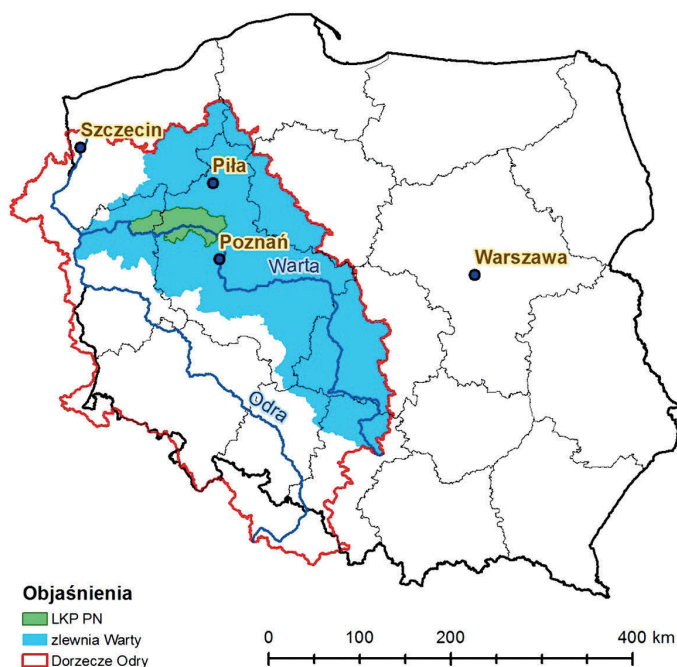 Szczecin
Piła
Poznań
Warta
Warszawa
Odra
Objaśnienia
LKP PN
zlewnia Warty
Dorzecze Odry
0 100 200 400 km